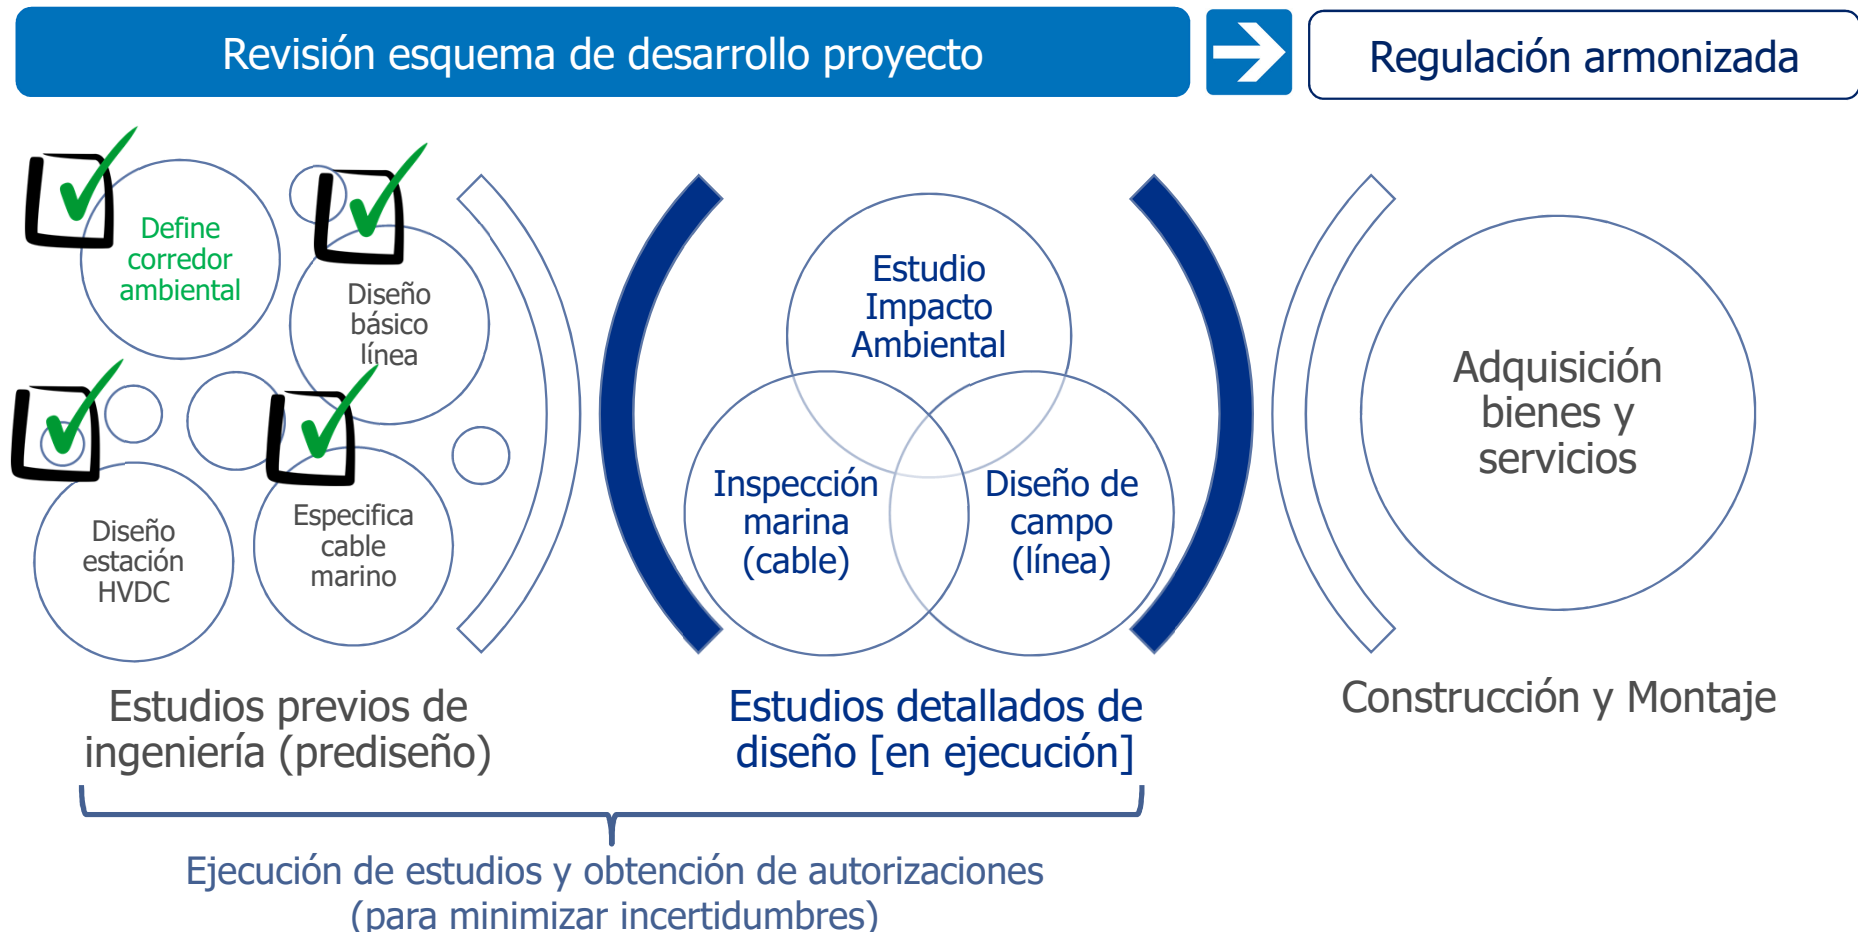 Revisión esquema de desarrollo proyecto
Regulación armonizada
Define
corredor
ambiental
Diseño
básico
línea
Diseño
estación
HVDC
Especifica
cable
marino
Estudio
Impacto
Ambiental
Inspección
marina
(cable)
Diseño de
campo
(línea)
Adquisición
bienes y
servicios
Estudios previos de
ingeniería (prediseño)
Estudios detallados de
diseño [en ejecución]
Construcción y Montaje
Ejecución de estudios y obtención de autorizaciones
(para minimizar incertidumbres)